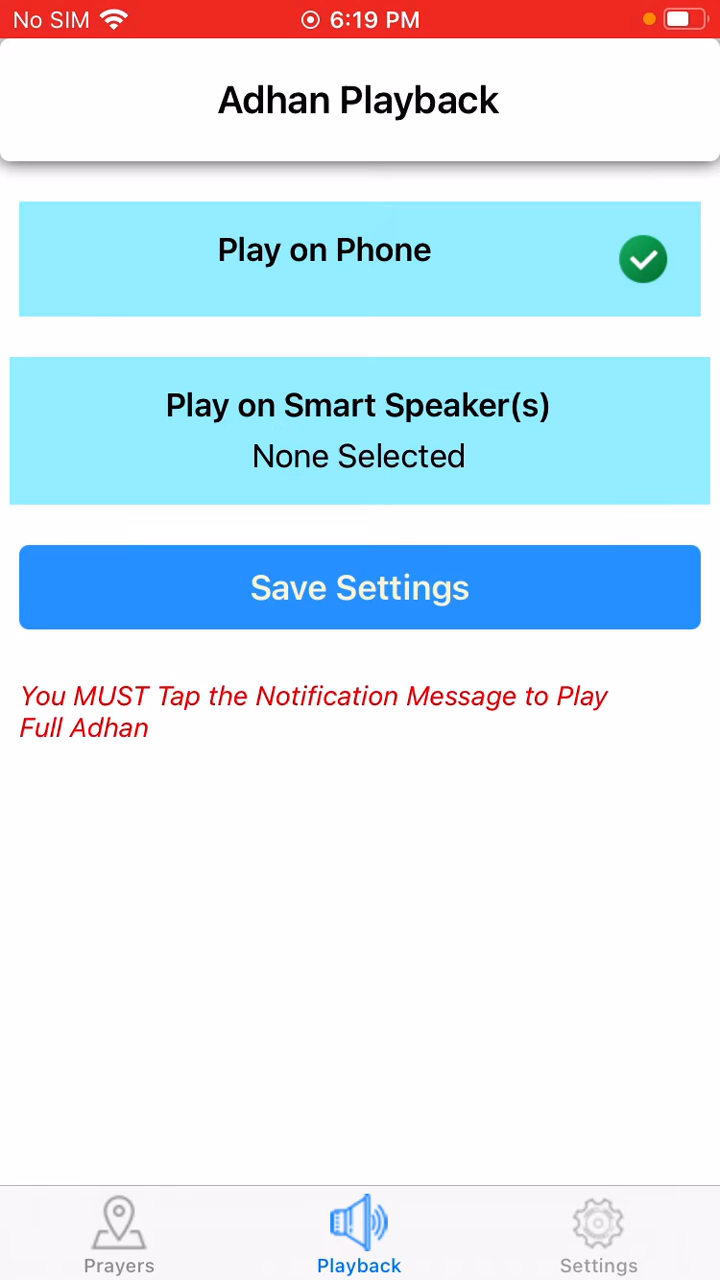 No SIM 6:19 PM
Adhan Playback
Play on Phone
Play on Smart Speaker(s)
None Selected
Save Settings
You MUST Tap the Notification Message to Play
Full Adhan
Prayers Playback Settings